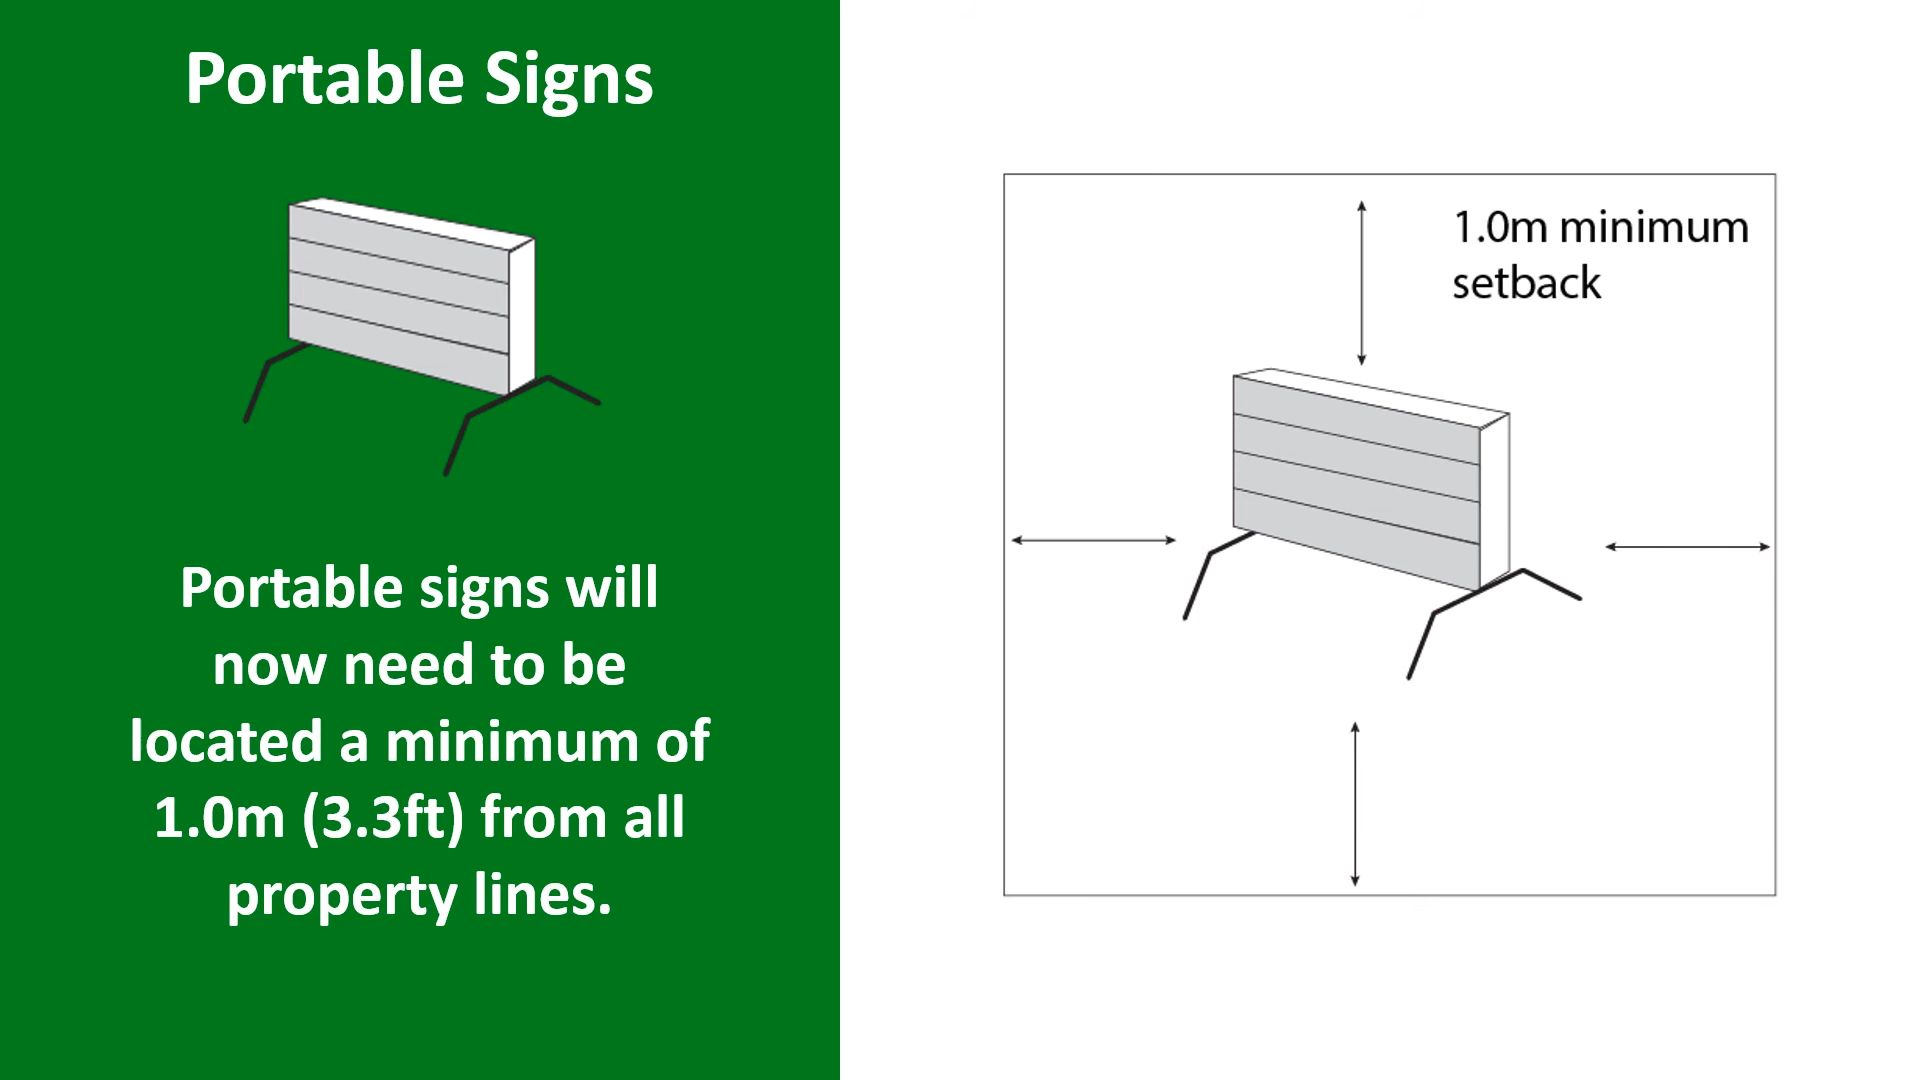 Portable Signs
Portable signs will
now need to be
located a minimum of
1.0m (3.3ft) from all
property lines.
1.0m minimum
setback